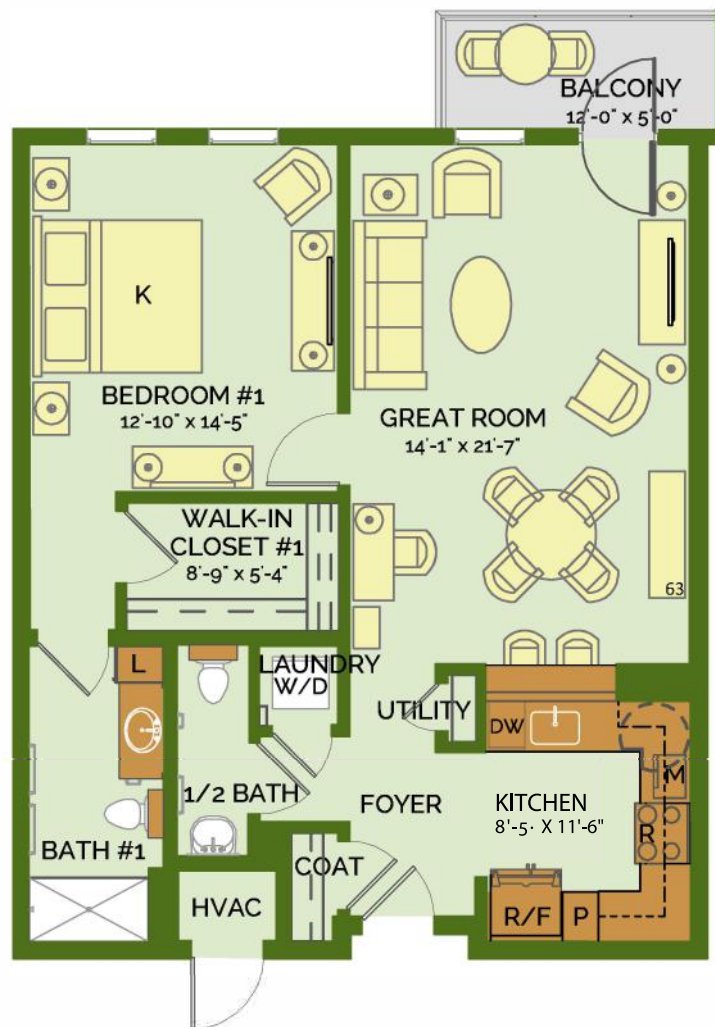 BALCONY
12'-0" x 5'-0"
K
BEDROOM #1
12'-10" x 14'-5"
GREAT ROOM
14'-1" x 21'-7"
WALK-IN
CLOSET #1
8'-9" x 5'-4"
63
L
LAUNDRY
W/D
UTILITY
DW
M
1/2 BATH
FOYER
KITCHEN
8'-5· X 11'-6"
R
BATH #1
COAT
HVAC
R/F
P